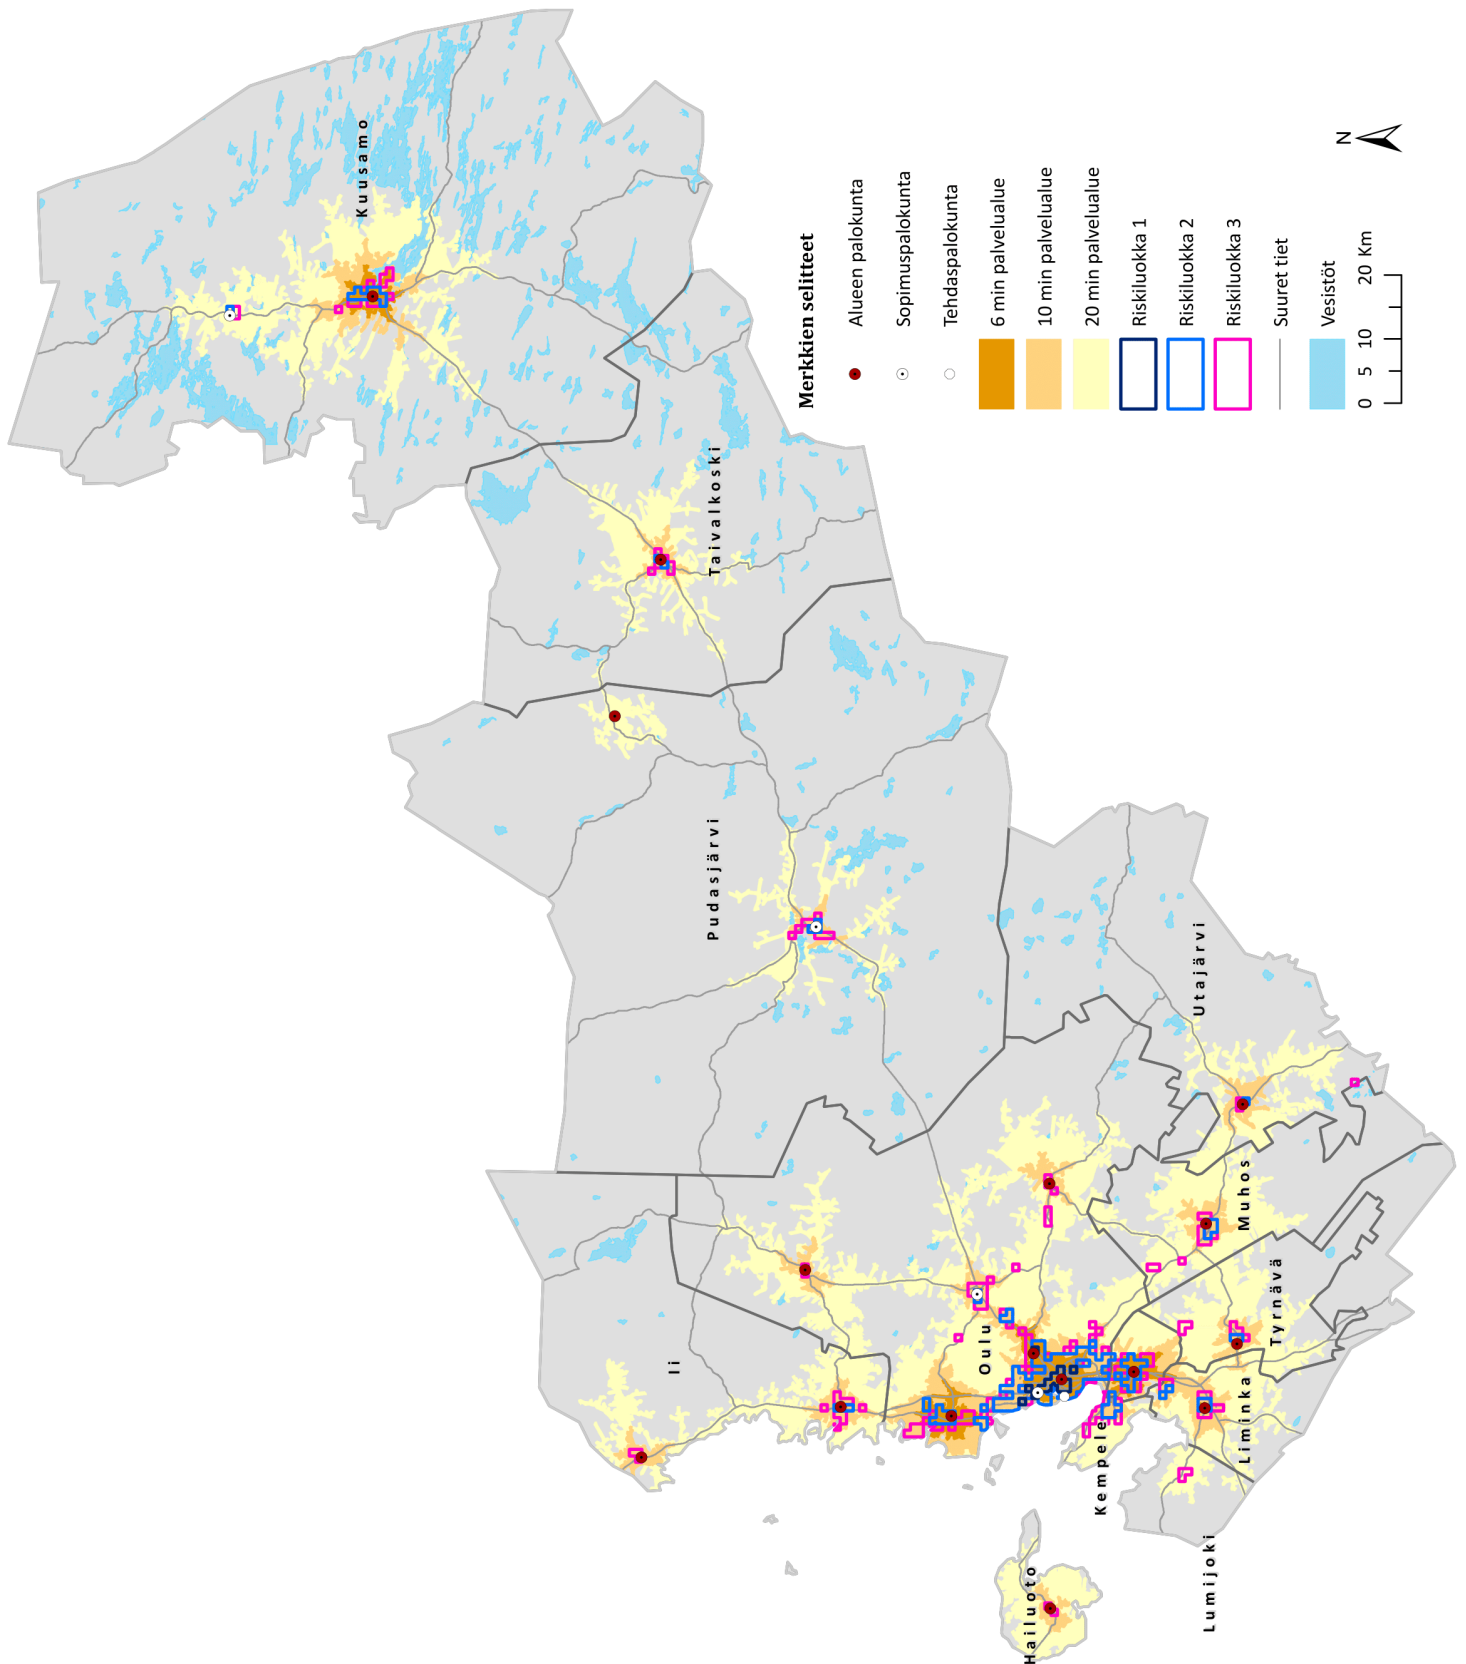 Kuusamo
Taivalkoski
Pudasjärvi
Utajärvi
Ii
Oulu
Muhos
Tyrnävä
Liminka
Kempele
Lumijoki
Hailuoto
Merkkien selitteet
Alueen palokunta
Sopimuspalokunta
Tehdaspalokunta
6 min palvelualue
10 min palvelualue
20 min palvelualue
Riskiluokka 1
Riskiluokka 2
Riskiluokka 3
Suuret tiet
Vesistöt
0 5 10 20 Km
N